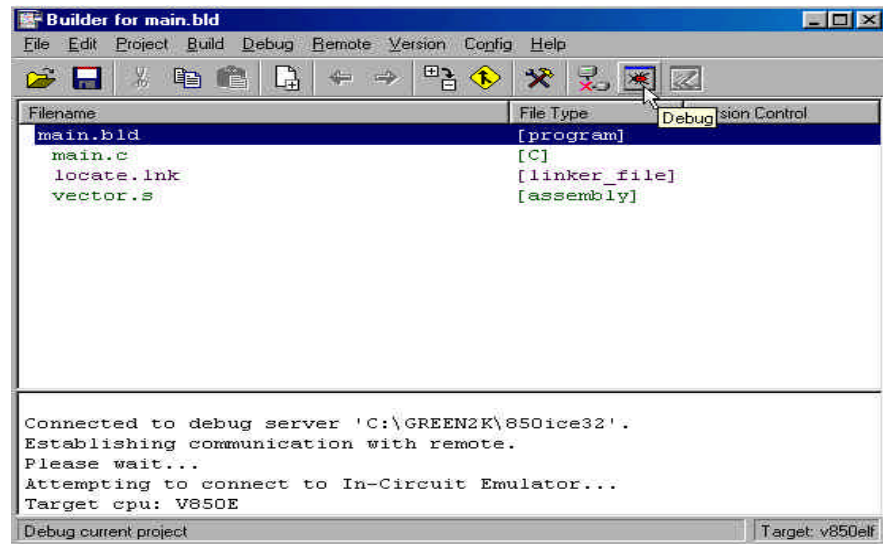 Builder for main.bld
File Edit Project Build Debug Remote Version Config Help
Filename File Type sion Control
Debug
main.bld [program]
main.c [C]
locate.lnk [linker_file]
vector.s [assembly]
Connected to debug server 'C:\GREEN2K\850ice32'.
Establishing communication with remote.
Please wait...
Attempting to connect to In-Circuit Emulator...
Target cpu: V850E
Debug current project Target: v850elf